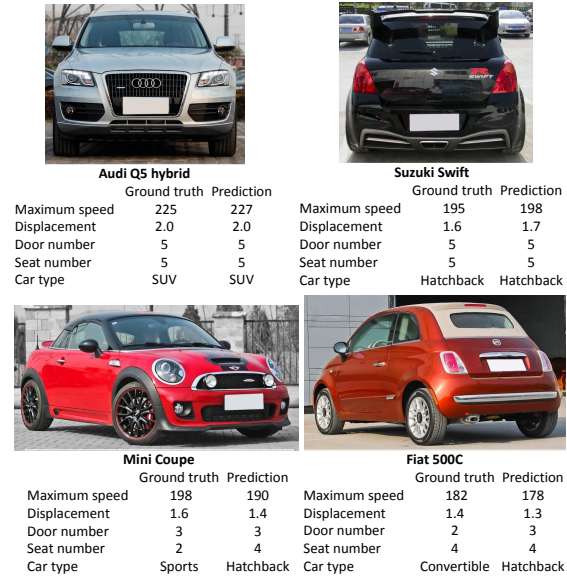 SWIFT
Audi Q5 hybrid
Ground truth Prediction
Maximum speed 225 227
Displacement 2.0 2.0
Door number 5 5
Seat number 5 5
Car type SUV SUV
Suzuki Swift
Ground truth Prediction
Maximum speed 195 198
Displacement 1.6 1.7
Door number 5 5
Seat number 5 5
Car type Hatchback Hatchback
Mini Coupe
Ground truth Prediction
Maximum speed 198 190
Displacement 1.6 1.4
Door number 3 3
Seat number 2 4
Car type Sports Hatchback
Fiat 500C
Ground truth Prediction
Maximum speed 182 178
Displacement 1.4 1.3
Door number 2 3
Seat number 4 4
Car type Convertible Hatchback